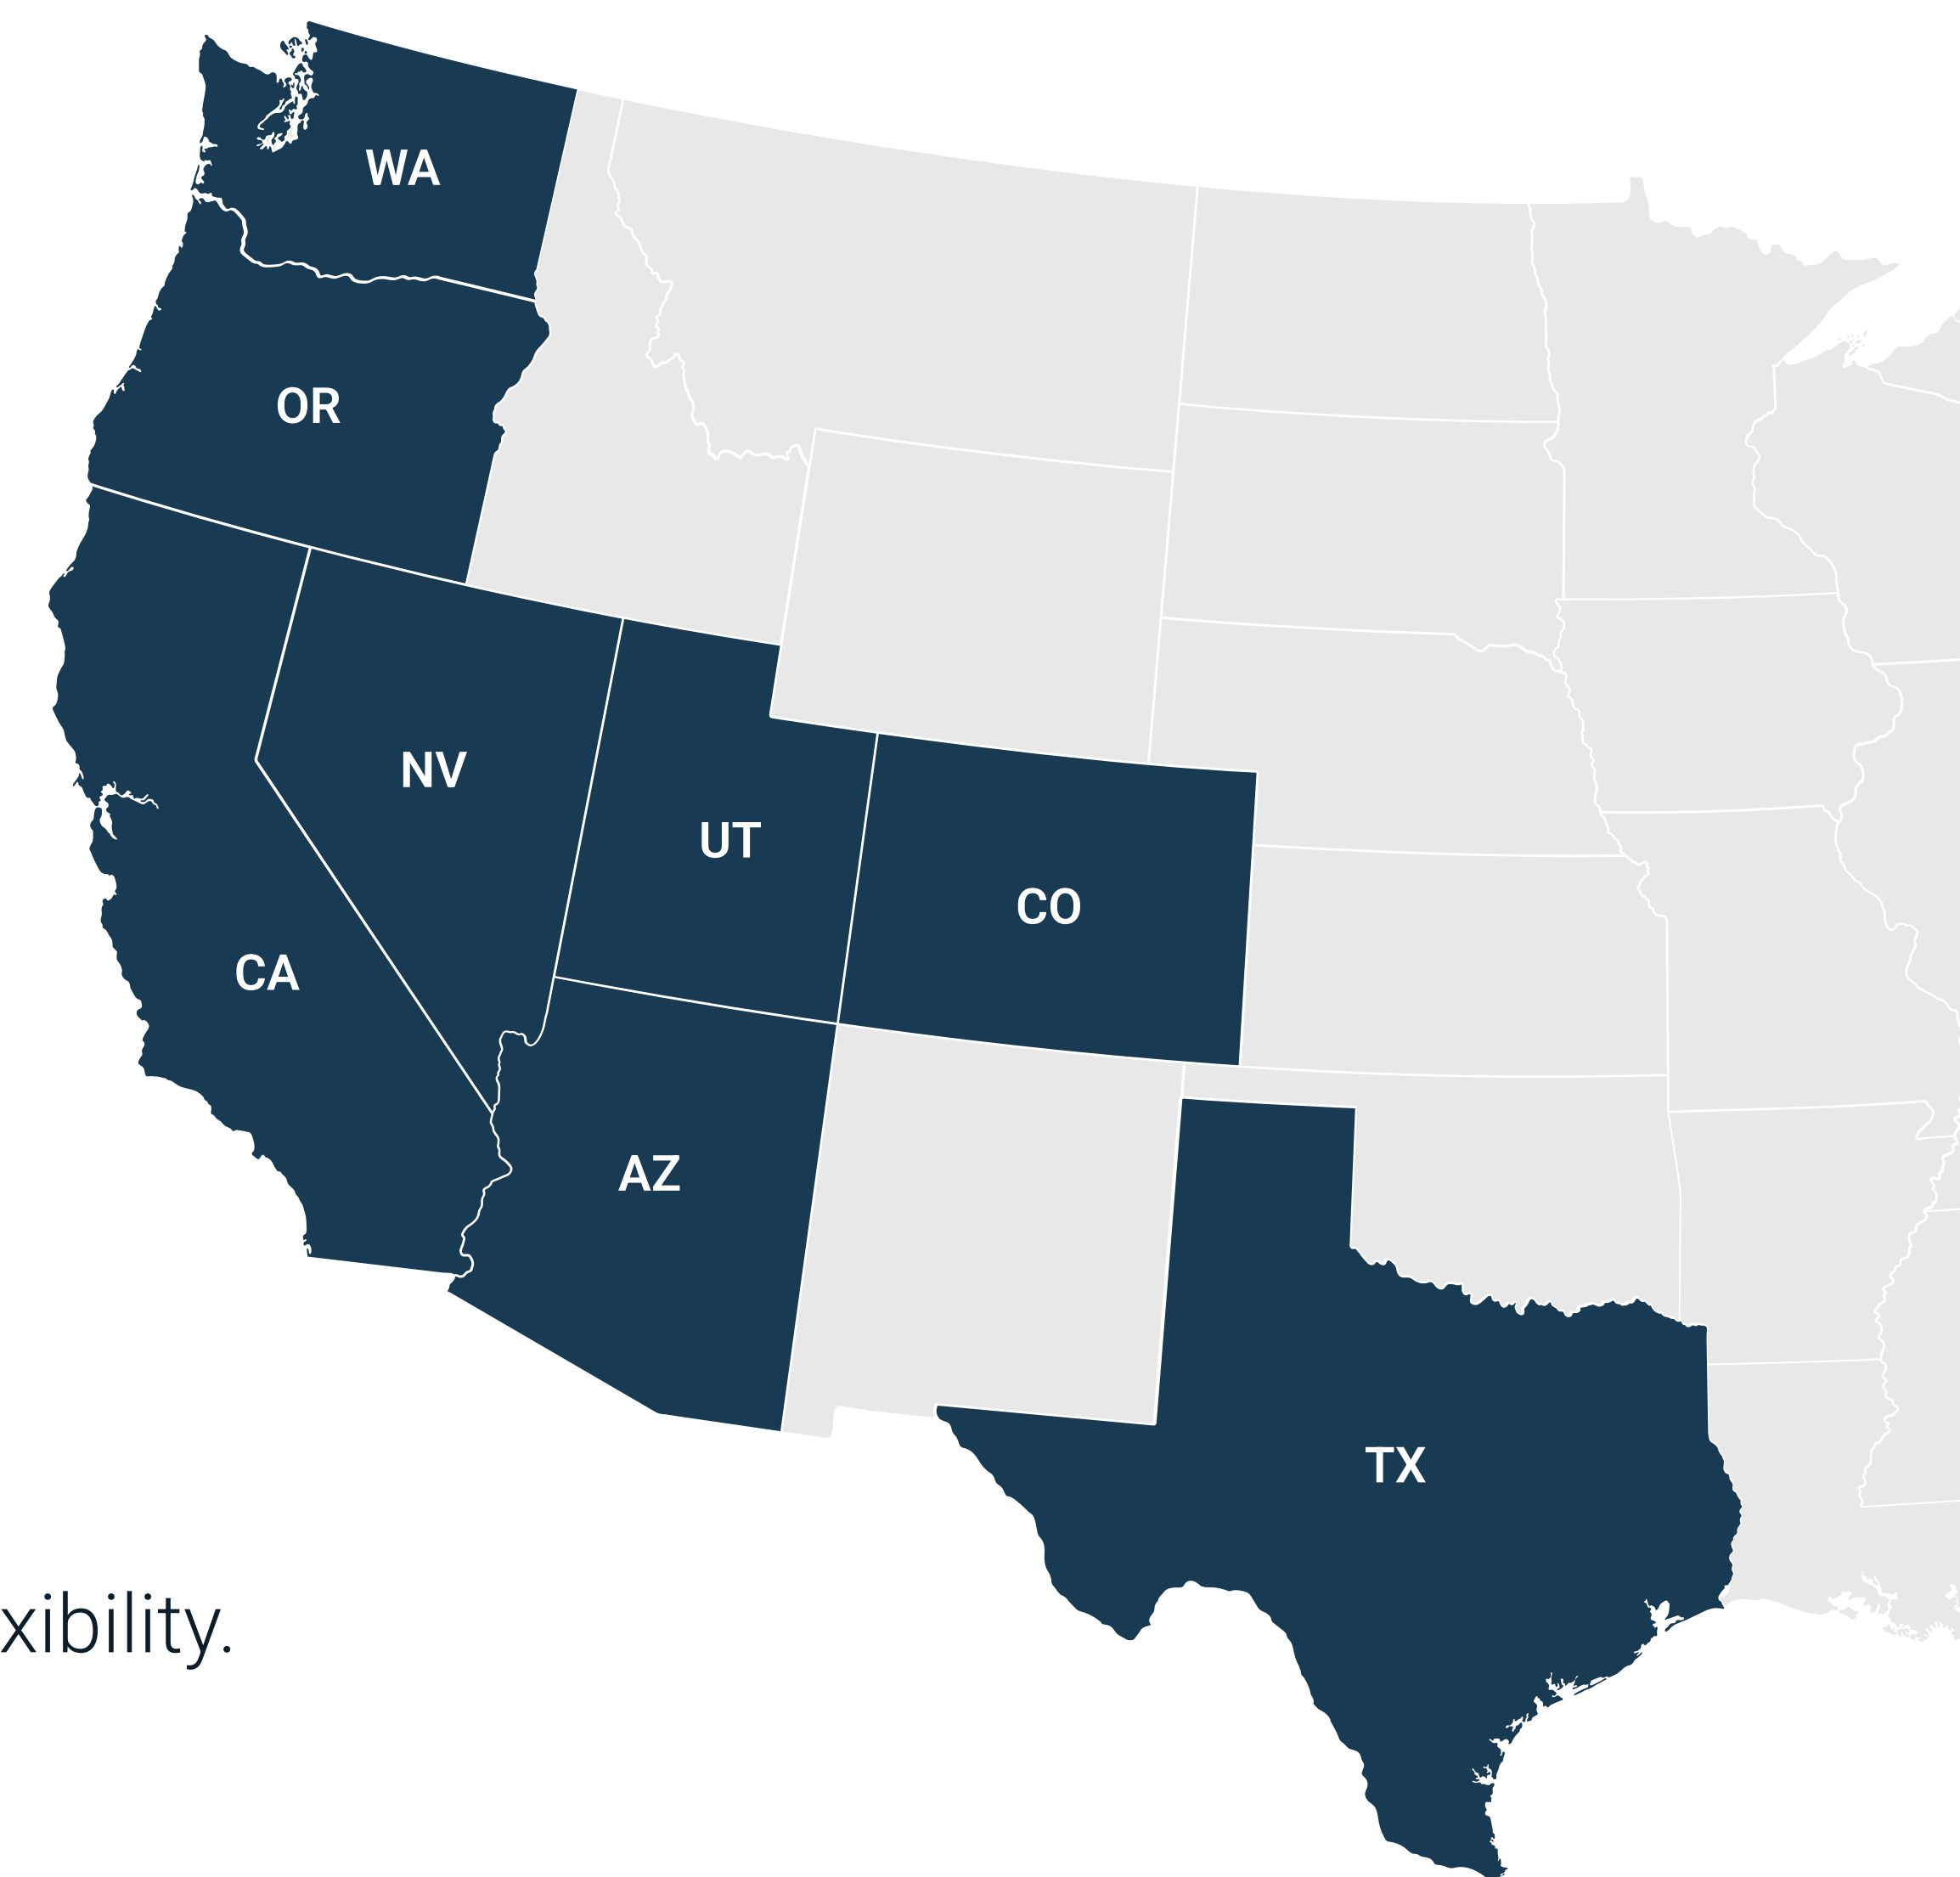 WA
OR
NV
UT
CO
CA
AZ
TX
xibility.